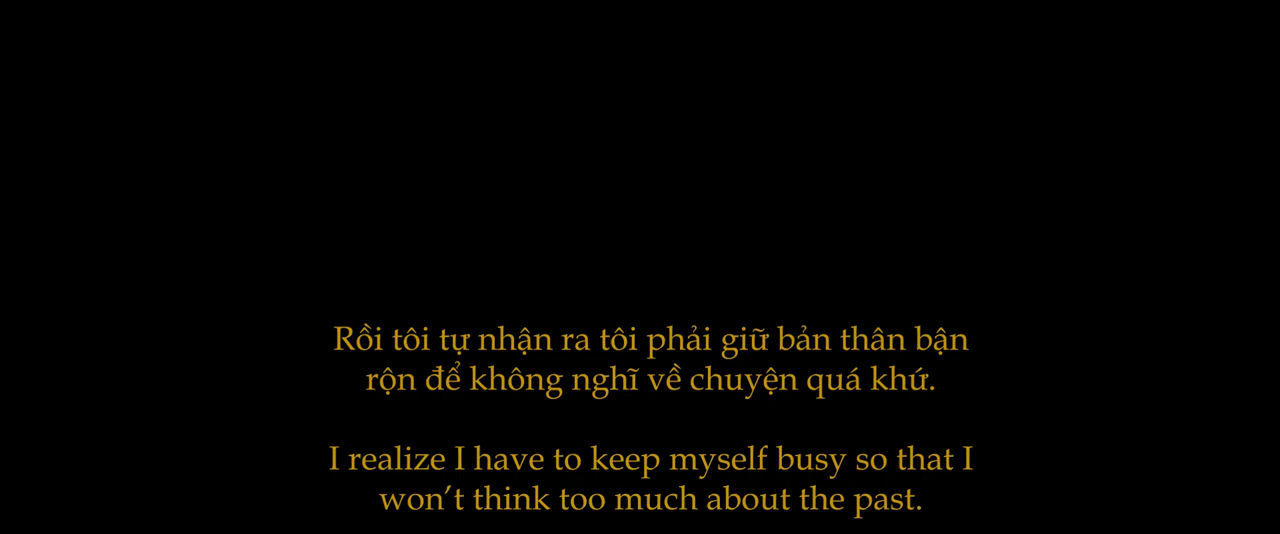 Rồi tôi tự nhận ra tôi phải giữ bản thân bận
rộn để không nghĩ về chuyện quá khứ.
I realize I have to keep myself busy so that I
won’t think too much about the past.